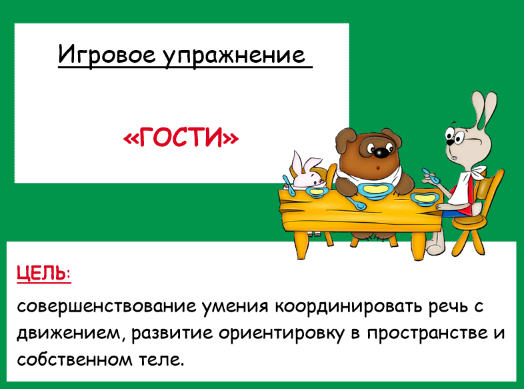 Игровое упражнение
«ГОСТИ»
ЦЕЛЬ:
совершенствование умения координировать речь с
движением, развитие ориентировку в пространстве и
собственном теле.